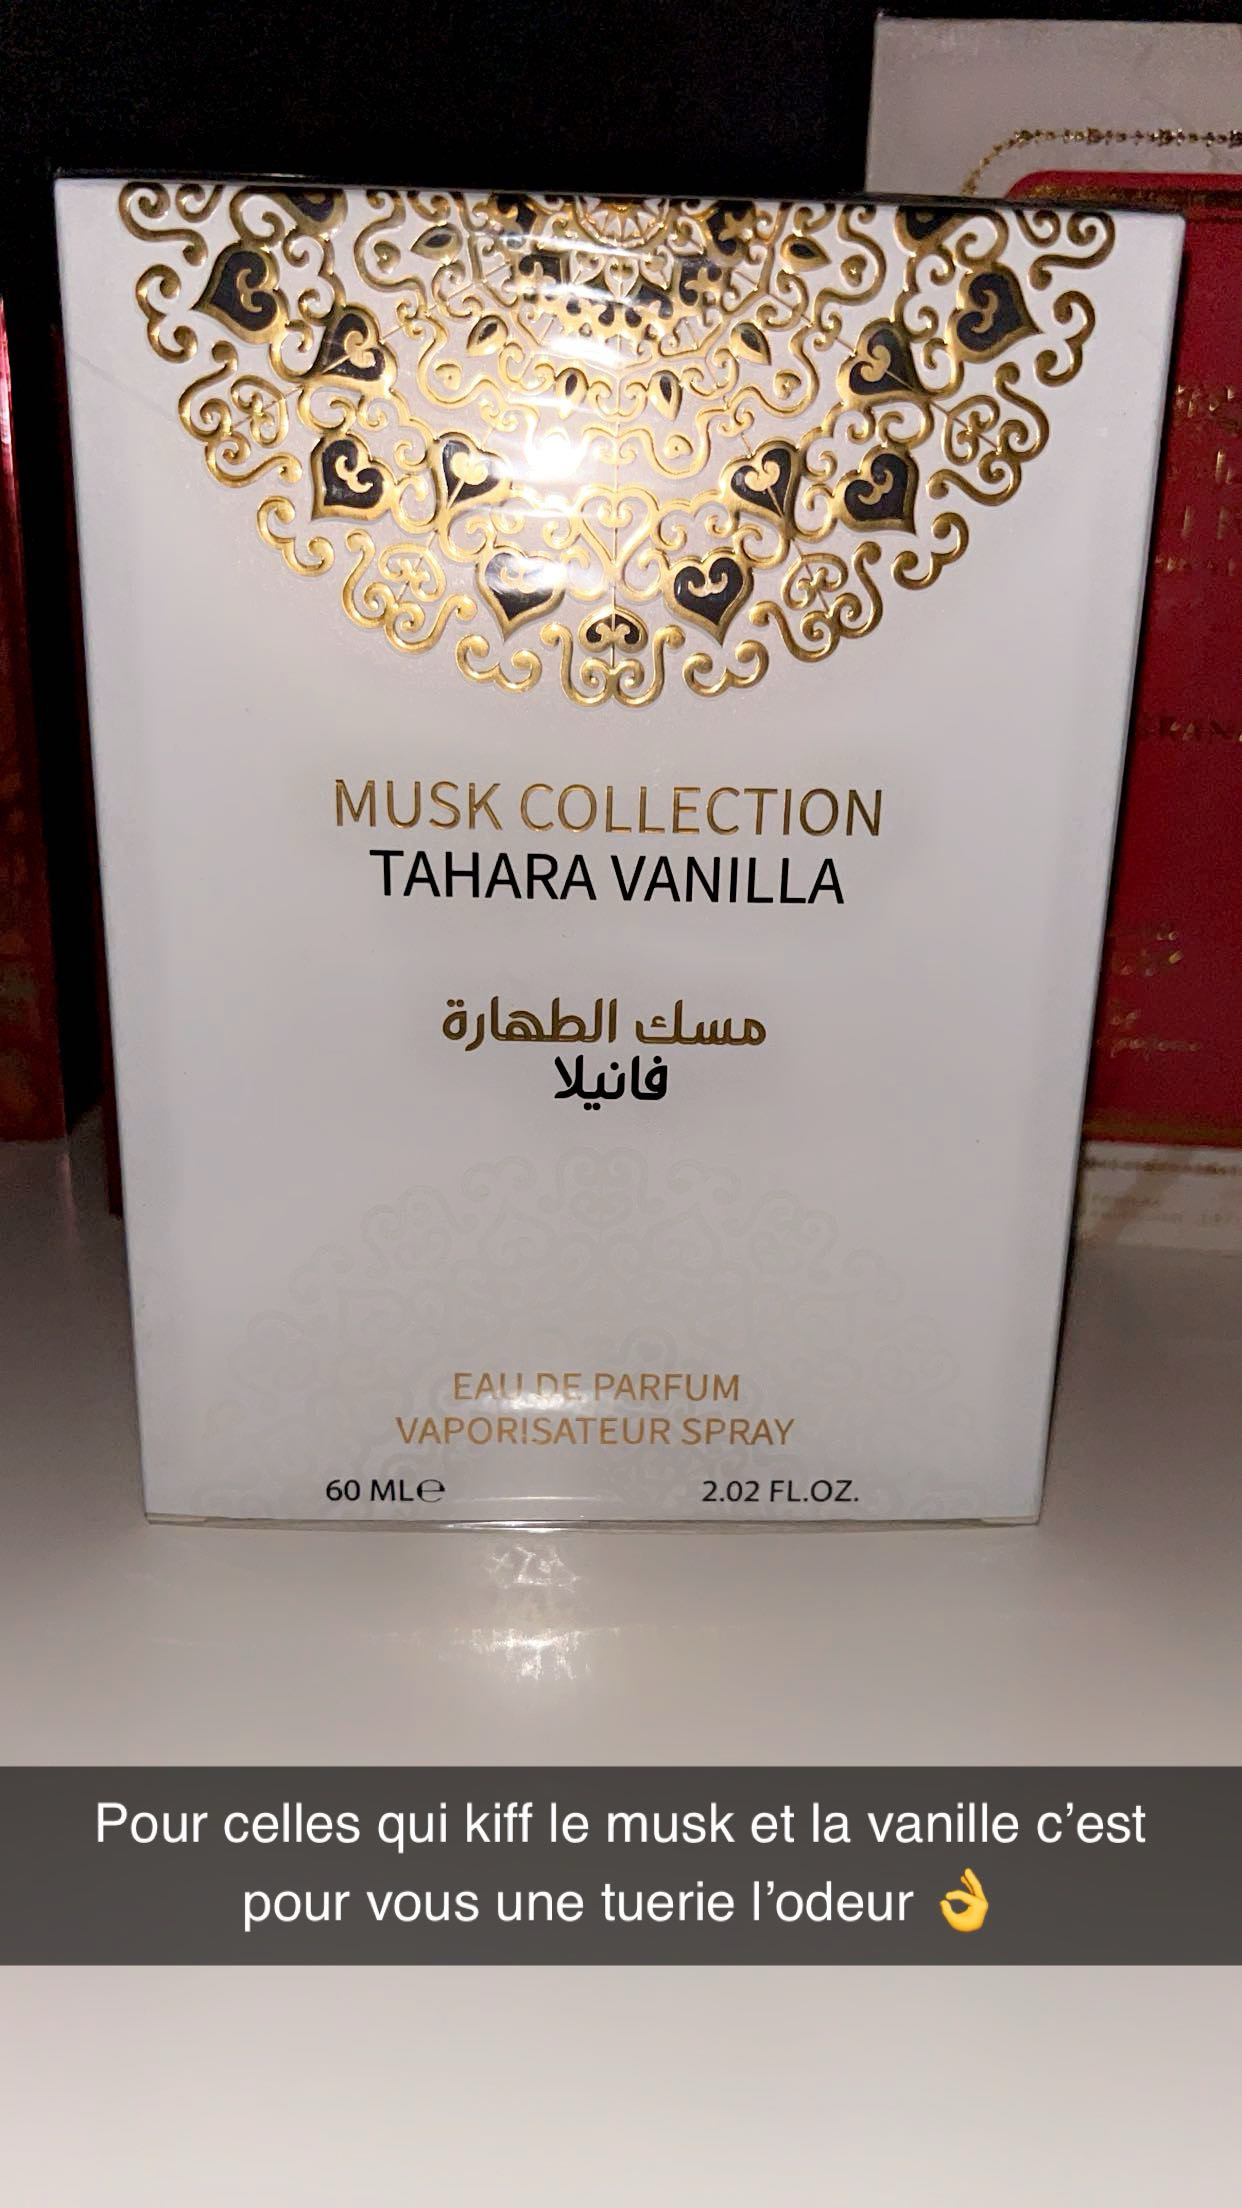 MUSK COLLECTION
TAHARA VANILLA
مسك الطهارة
فانيلا
EAU DE PARFUM
VAPORISATEUR SPRAY
60 ML℮ 2.02 FL.OZ.
Pour celles qui kiff le musk et la vanille c’est
pour vous une tuerie l’odeur 👌